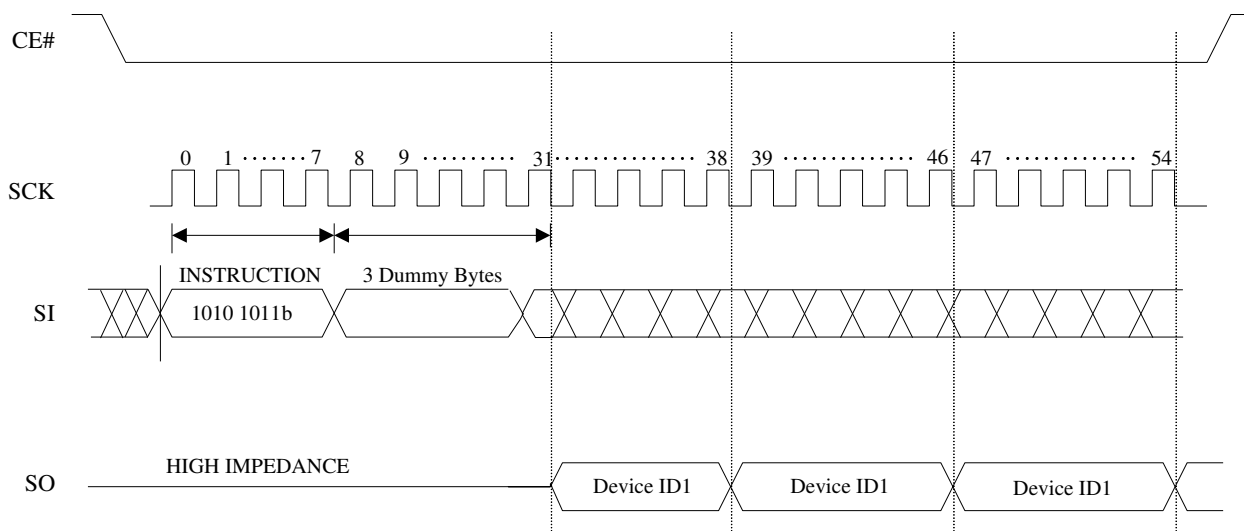 CE#
0 1 ······· 7 8 9 ·········· 31 ················ 38 39 ················ 46 47 ·············· 54
SCK
INSTRUCTION 3 Dummy Bytes
SI 1010 1011b
HIGH IMPEDANCE
SO Device ID1 Device ID1 Device ID1